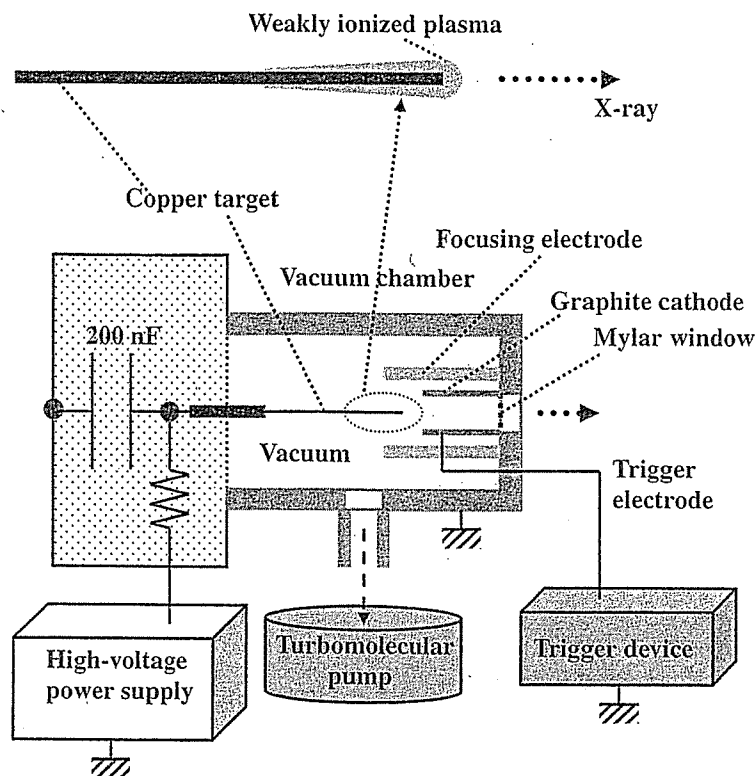 Weakly ionized plasma
X-ray
Copper target
Focusing electrode
Vacuum chamber
Graphite cathode
200 nF
Mylar window
Vacuum
Trigger
electrode
High-voltage
power supply
Turbomolecular
pump
Trigger device